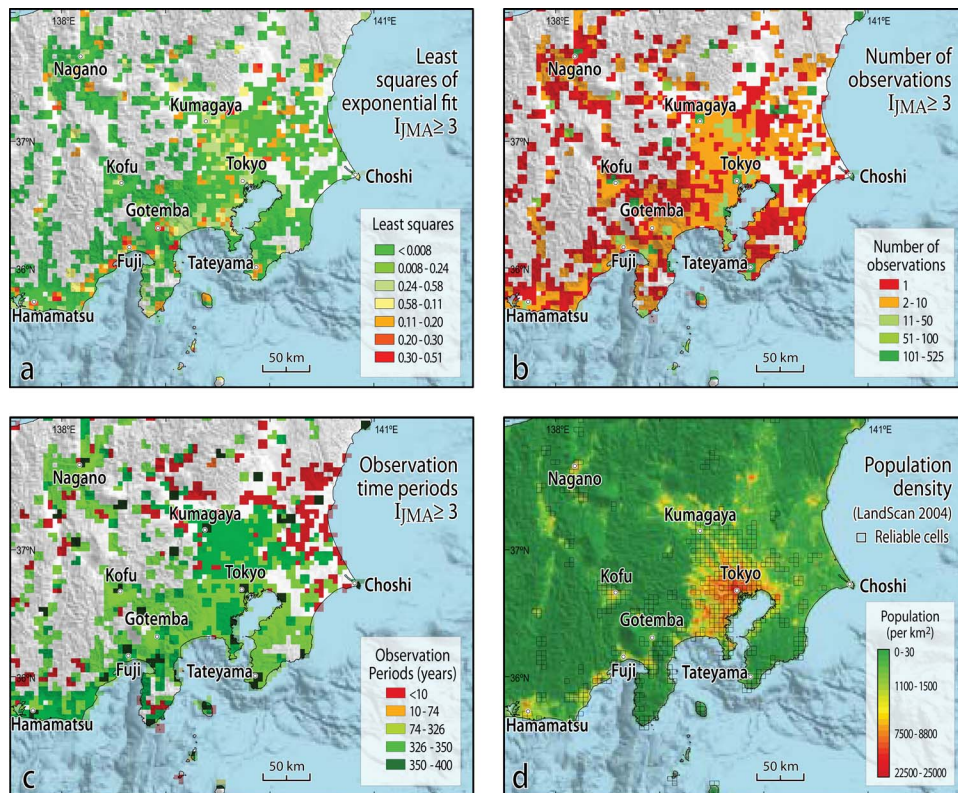 138°E
141°E
Nagano
Least
squares of
exponential fit
I JMA ≥ 3
Kumagaya
37°N
Kofu
Tokyo
Choshi
Gotemba
Fuji
Tateyama
36°N
Hamamatsu
Least squares
<0.008
0.008 - 0.24
0.24 - 0.58
0.58 - 0.11
0.11 - 0.20
0.20 - 0.30
0.30 - 0.51
50 km
a
138°E
141°E
Nagano
Number of
observations
I JMA ≥ 3
Kumagaya
37°N
Kofu
Tokyo
Choshi
Gotemba
Fuji
Tateyama
36°N
Hamamatsu
Number of
observations
1
2 - 10
11 - 50
51 - 100
101 - 525
50 km
b
138°E
141°E
Nagano
Observation
time periods
I JMA ≥ 3
Kumagaya
37°N
Kofu
Tokyo
Choshi
Gotemba
Fuji
Tateyama
36°N
Hamamatsu
Observation
Periods (years)
<10
10 - 74
74 - 326
326 - 350
350 - 400
50 km
c
138°E
141°E
Nagano
Population
density
(LandScan 2004)
Reliable cells
Kumagaya
37°N
Kofu
Tokyo
Choshi
Gotemba
Fuji
Tateyama
36°N
Hamamatsu
Population
(per km²)
0 - 30
1100 - 1500
7500 - 8800
22500 - 25000
50 km
d